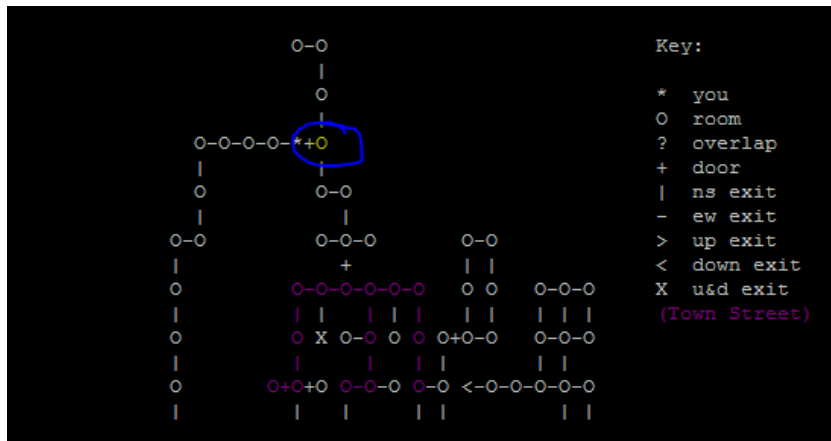 O-O
            |
            O
            |
  O-O-O-O-*+O
  |         |
  O         O-O
  |           |
O-O         O-O-O       O-O
|             +         | |
O         O-O-O-O-O-O   O O   O-O-O
|         | |   | | |   | |   | |
O         O X O-O O O O+O-O   O-O-O
|         |     |   | |       | |
O       O+O+O O-O-O O-O <-O-O-O-O-O
|         |   |     | |         | |
Key:
* you
O room
? overlap
+ door
| ns exit
- ew exit
> up exit
< down exit
X u&d exit
(Town Street)